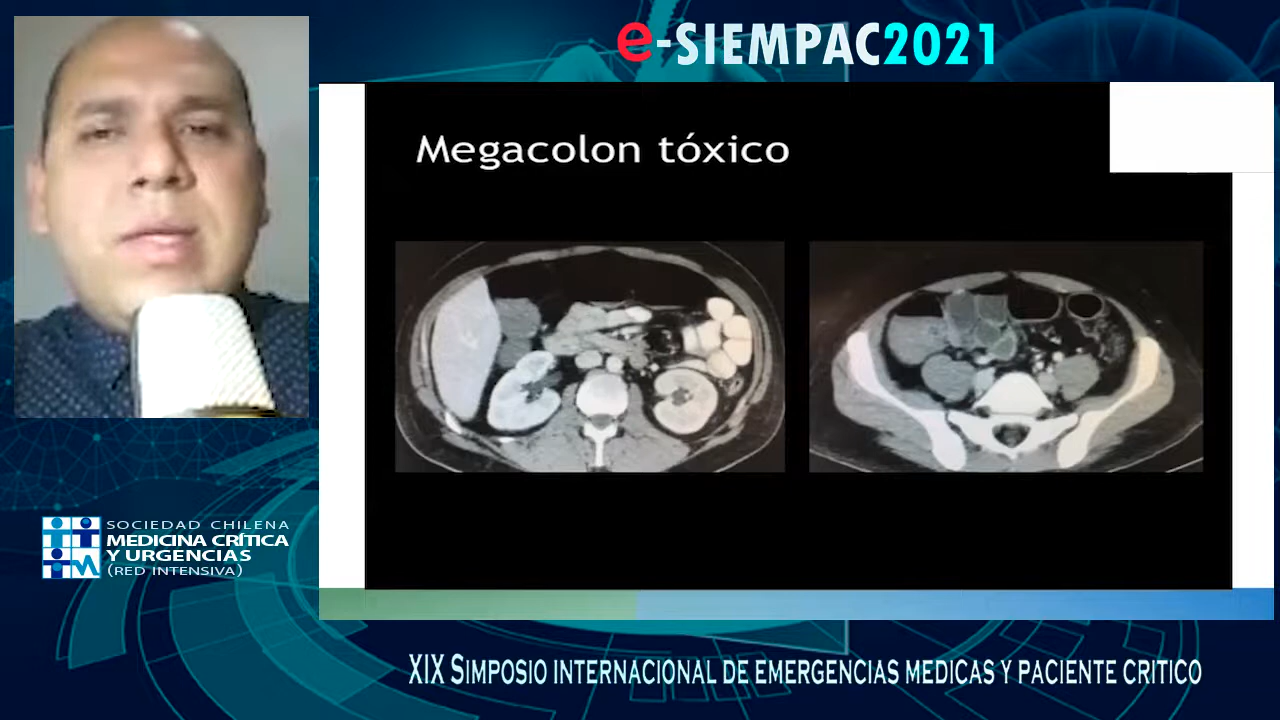 e-SIEMPAC2021
Megacolon tóxico
SOCIEDAD CHILENA
MEDICINA CRÍTICA
Y URGENCIAS
(RED INTENSIVA)
XIX SIMPOSIO INTERNACIONAL DE EMERGENCIAS MEDICAS Y PACIENTE CRITICO